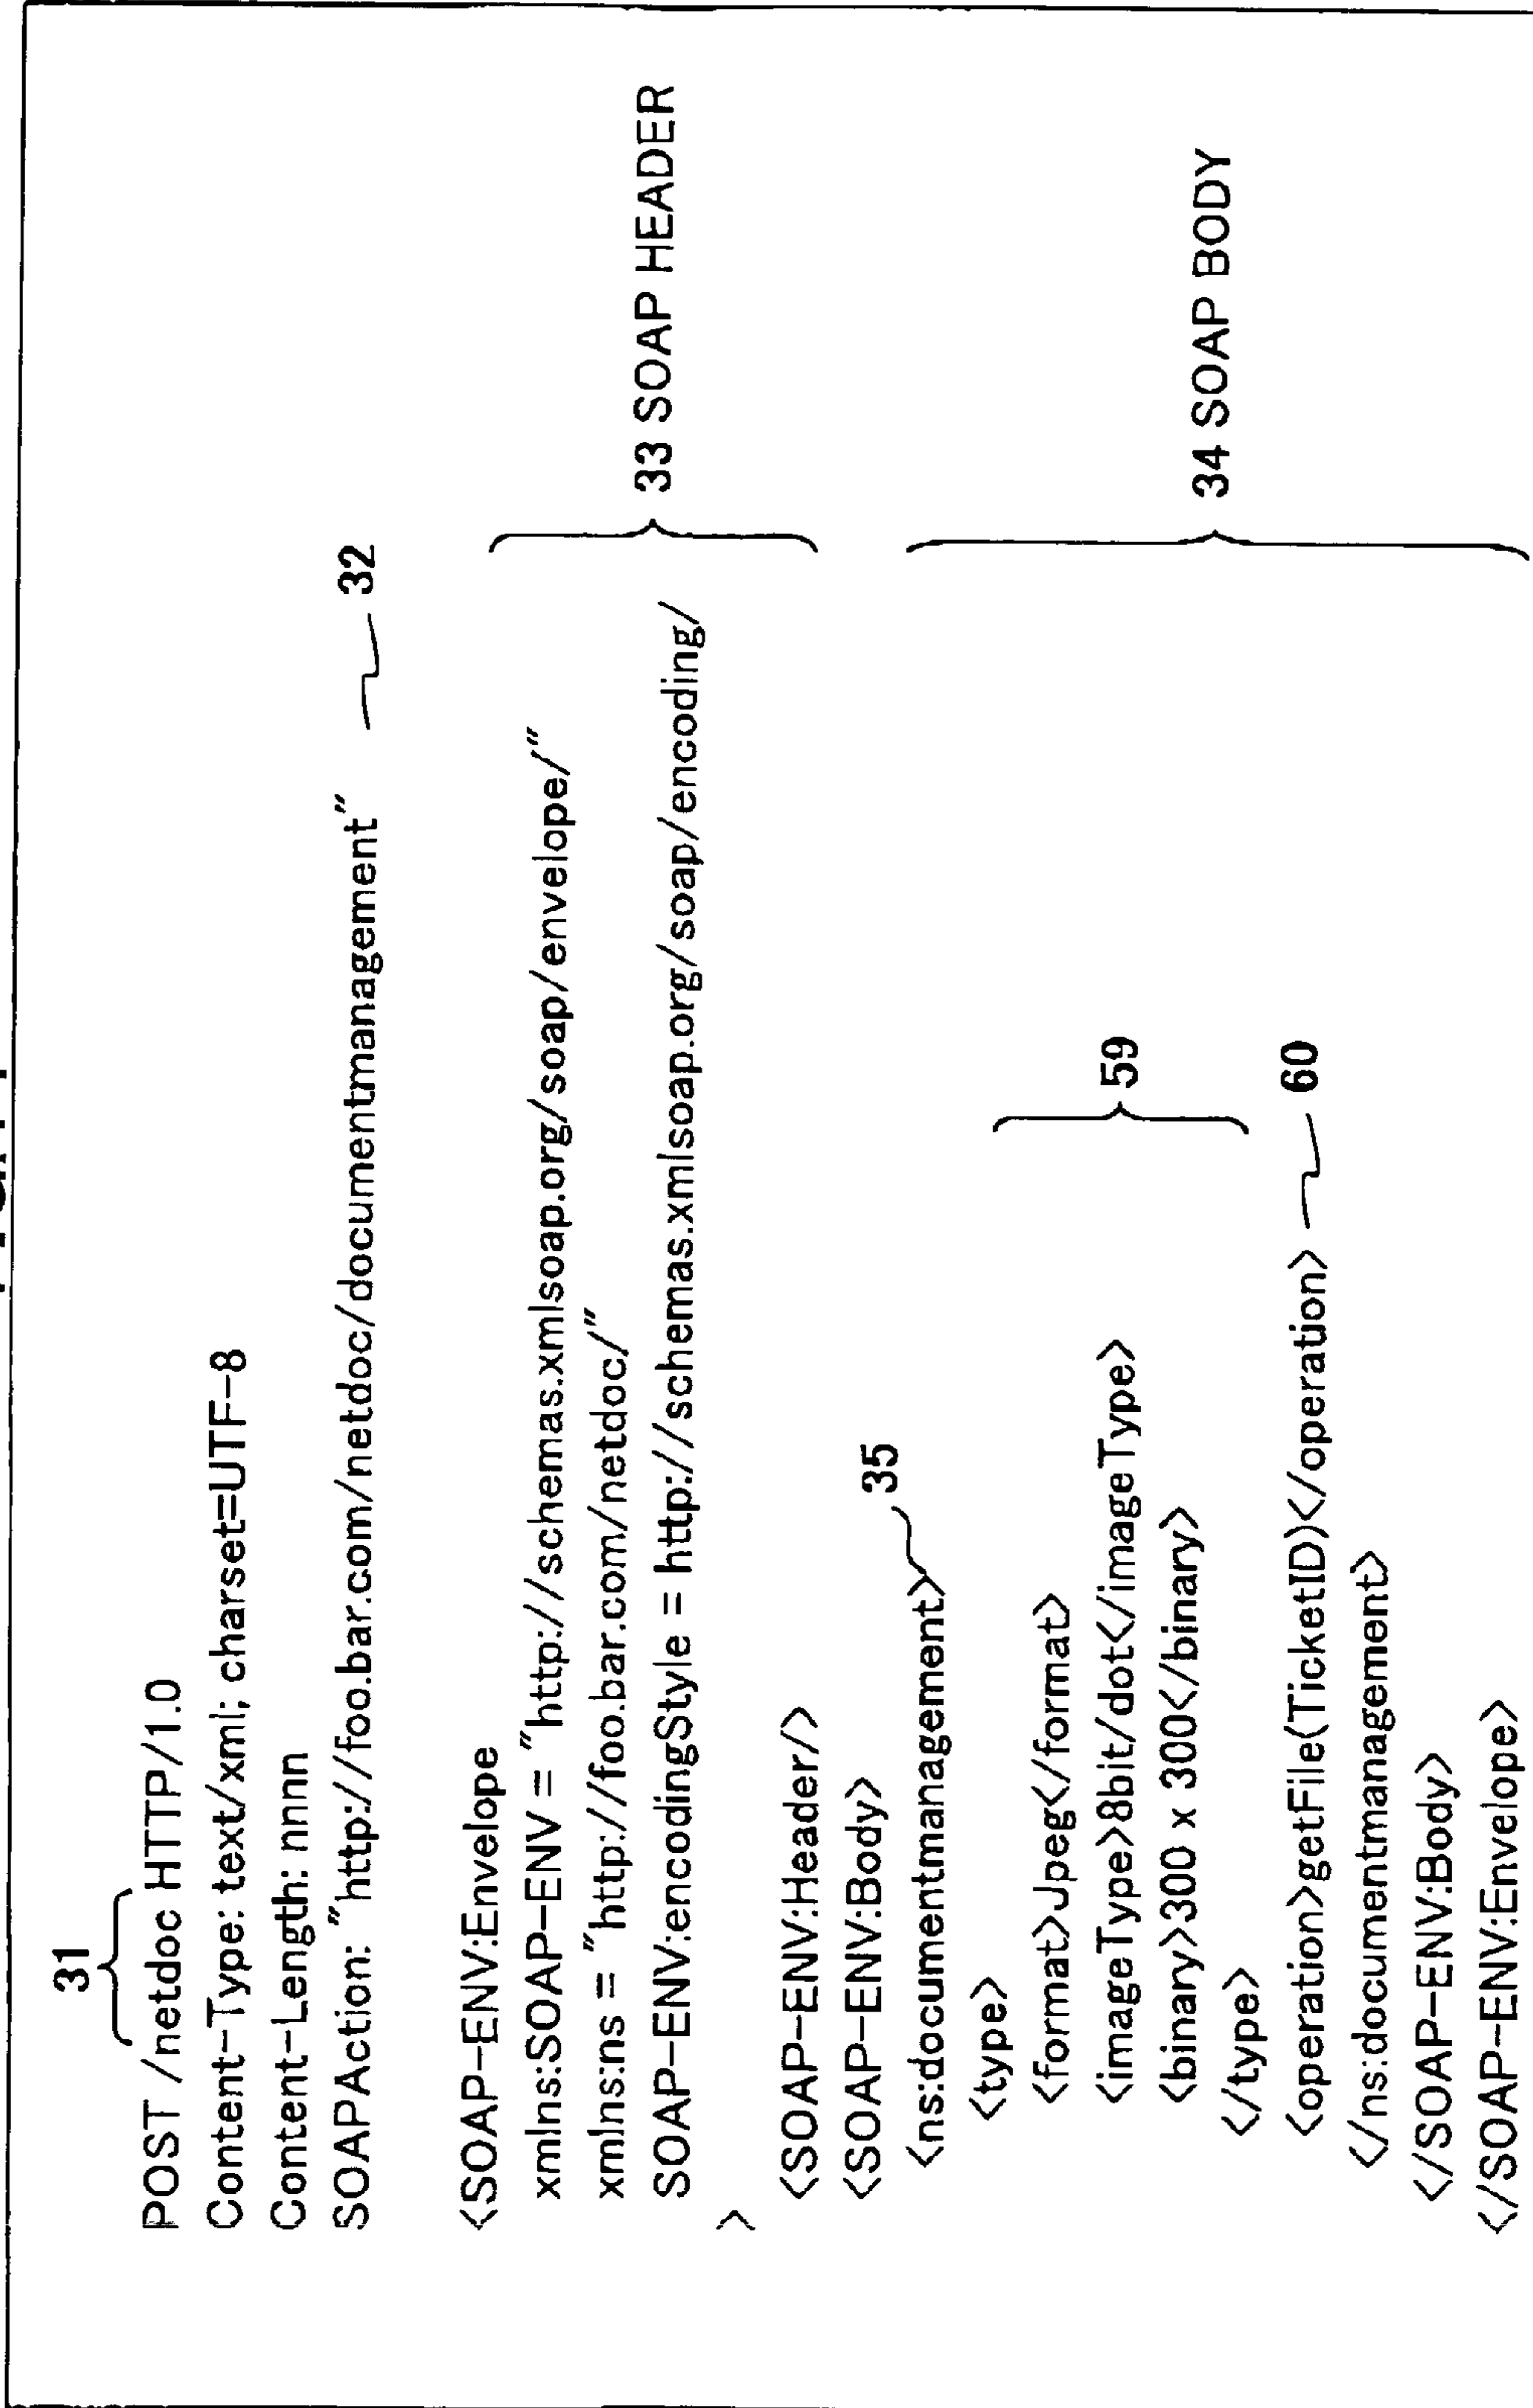 31
POST /netdoc HTTP/1.0
Content-Type: text/xml; charset=UTF-8
Content-Length: nnnn
SOAPAction: "http://foo.bar.com/netdoc/documentmanagement" 32
<SOAP-ENV:Envelope
xmlns:SOAP-ENV = "http://schemas.xmlsoap.org/soap/envelope/"
xmlns:ns = "http://foo.bar.com/netdoc/"
33 SOAP HEADER
SOAP-ENV:encodingStyle = http://schemas.xmlsoap.org/soap/encoding/
>
<SOAP-ENV:Header/>
<SOAP-ENV:Body>
35
<ns:documentmanagement>
<type>
<format>Jpeg</format>
<imageType>8bit/dot</imageType>
59
<binary>300 x 300</binary>
34 SOAP BODY
</type>
<operation>getFile(TicketID)</operation> 60
</ns:documentmanagement>
</SOAP-ENV:Body>
</SOAP-ENV:Envelope>